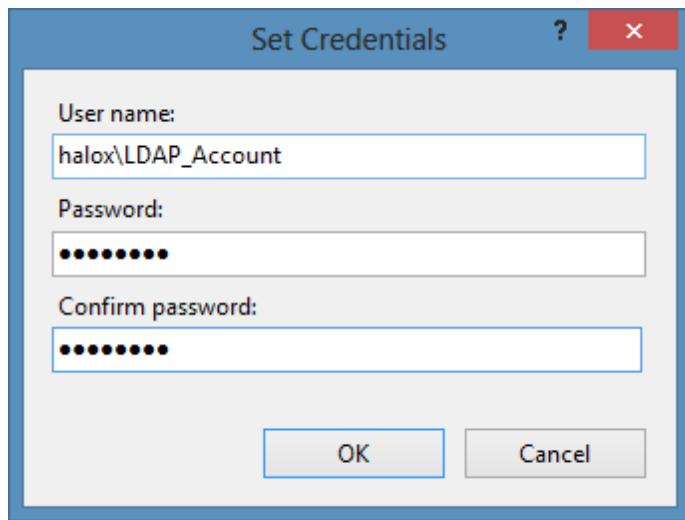 Set Credentials ?
User name:
halox\LDAP_Account
Password:
••••••••
Confirm password:
••••••••
OK Cancel